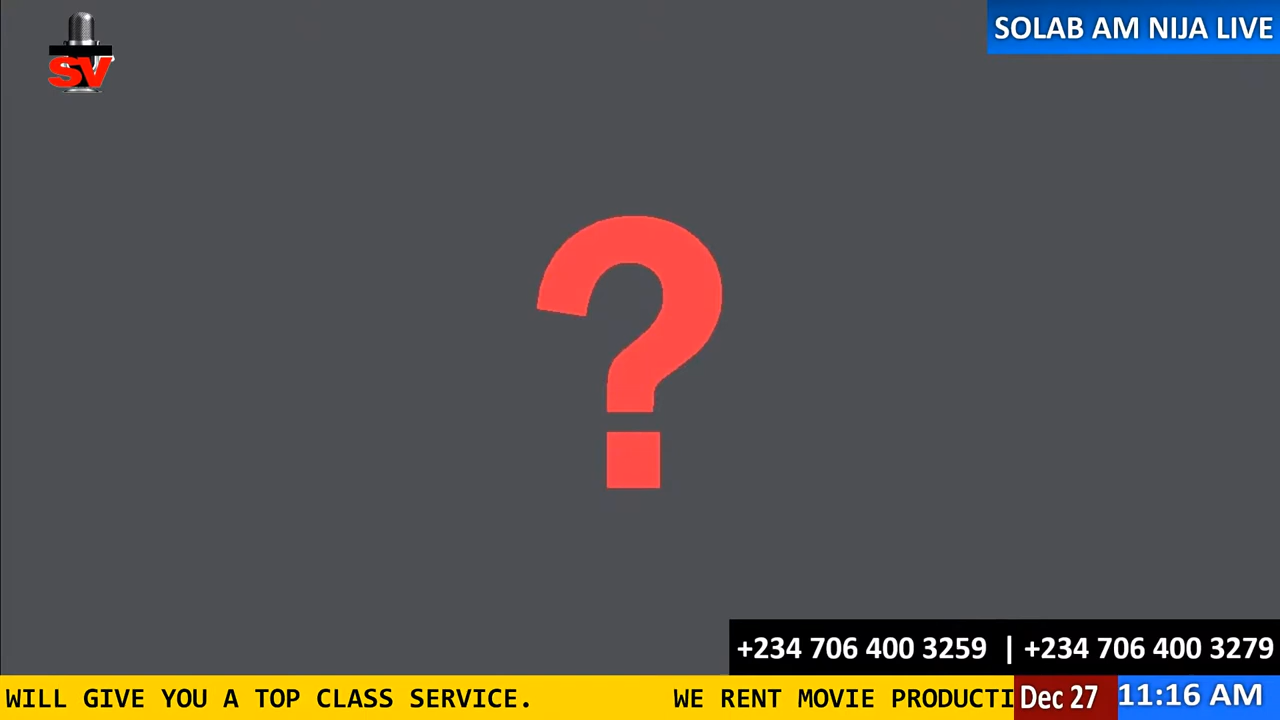 SV
SOLAB AM NIJA LIVE
?
+234 706 400 3259 | +234 706 400 3279
WILL GIVE YOU A TOP CLASS SERVICE. WE RENT MOVIE PRODUCTI
Dec 27
11:16 AM